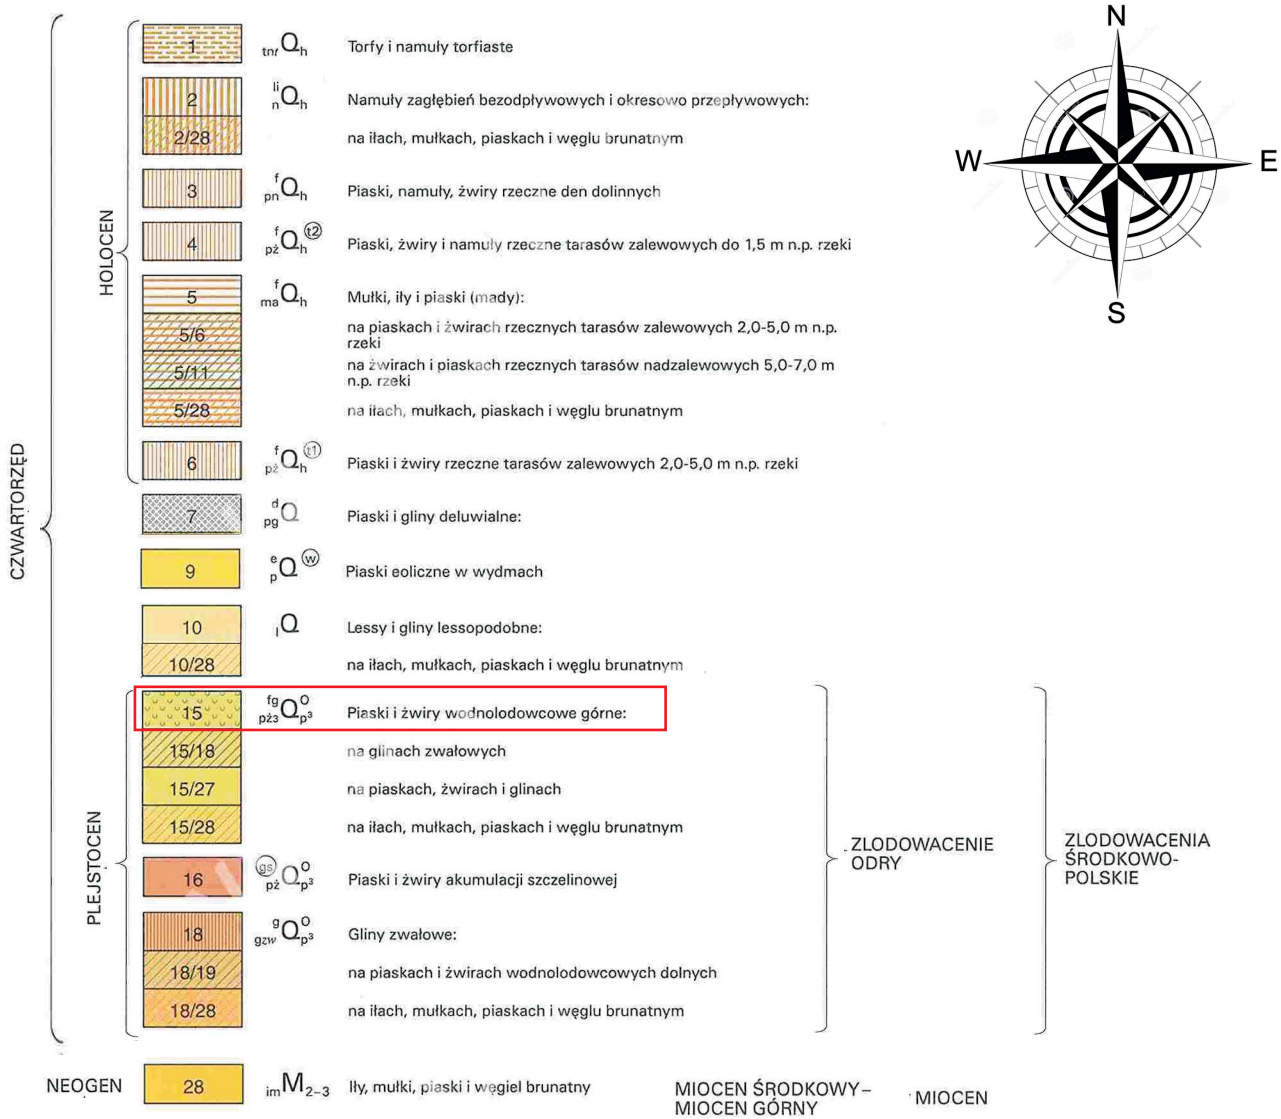 N
W
E
S
CZWARTORZĘD
HOLOCEN
1 tnt Qh Torfy i namuły torfiaste
2 li n Qh Namuły zagłębień bezodpływowych i okresowo przepływowych:
2/28 na iłach, mułkach, piaskach i węglu brunatnym
3 f pn Qh Piaski, namuły, żwiry rzeczne den dolinnych
4 f pż Qh t2 Piaski, żwiry i namuły rzeczne tarasów zalewowych do 1,5 m n.p. rzeki
5 f ma Qh Mułki, iły i piaski (mady):
5/6 na piaskach i żwirach rzecznych tarasów zalewowych 2,0-5,0 m n.p.
rzeki
5/11 na żwirach i piaskach rzecznych tarasów nadzalewowych 5,0-7,0 m
n.p. rzeki
5/28 na iłach, mułkach, piaskach i węglu brunatnym
6 f pż Qh t1 Piaski i żwiry rzeczne tarasów zalewowych 2,0-5,0 m n.p. rzeki
7 d pg Q Piaski i gliny deluwialne:
9 e p Q w Piaski eoliczne w wydmach
10 l Q Lessy i gliny lessopodobne:
10/28 na iłach, mułkach, piaskach i węglu brunatnym
PLEJSTOCEN
15 fg pż3 Q O p3 Piaski i żwiry wodnolodowcowe górne:
15/18 na glinach zwałowych
15/27 na piaskach, żwirach i glinach
15/28 na iłach, mułkach, piaskach i węglu brunatnym
16 gs pż Q O p3 Piaski i żwiry akumulacji szczelinowej
18 g gzw Q O p3 Gliny zwałowe:
18/19 na piaskach i żwirach wodnolodowcowych dolnych
18/28 na iłach, mułkach, piaskach i węglu brunatnym
ZLODOWACENIE
ODRY
ZLODOWACENIA
ŚRODKOWO-
POLSKIE
NEOGEN
28 im M2-3 Iły, mułki, piaski i węgiel brunatny
MIOCEN ŚRODKOWY–
MIOCEN GÓRNY
MIOCEN